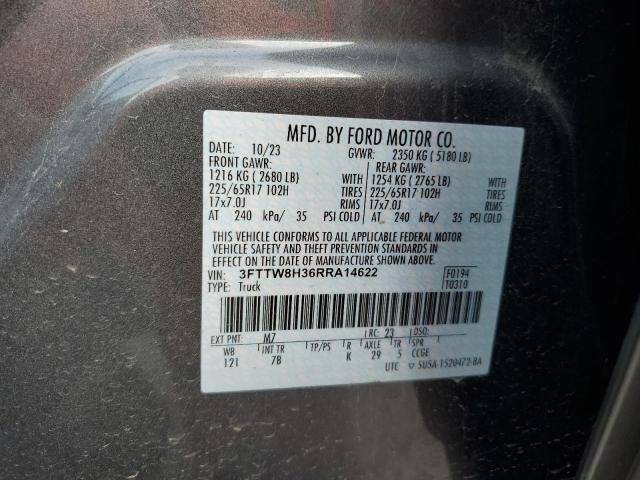 MFD. BY FORD MOTOR CO.
DATE: 10/23 GVWR: 2350 KG ( 5180 LB)
FRONT GAWR: REAR GAWR:
1216 KG ( 2680 LB) WITH 1254 KG ( 2765 LB) WITH
225/65R17 102H TIRES 225/65R17 102H TIRES
17x7.0J RIMS 17x7.0J RIMS
AT 240 kPa/ 35 PSI COLD AT 240 kPa/ 35 PSI COLD
THIS VEHICLE CONFORMS TO ALL APPLICABLE FEDERAL MOTOR
VEHICLE SAFETY AND THEFT PREVENTION STANDARDS IN
EFFECT ON THE DATE OF MANUFACTURE SHOWN ABOVE.
VIN: 3FTTW8H36RRA14622 F0194
TYPE: Truck T0310
EXT PNT: M7 RC: 23 DSO:
WB INT TR TP/PS R AXLE TR SPR
121 7B K 29 5 CCGE
UTC 5U5A-1520472-BA